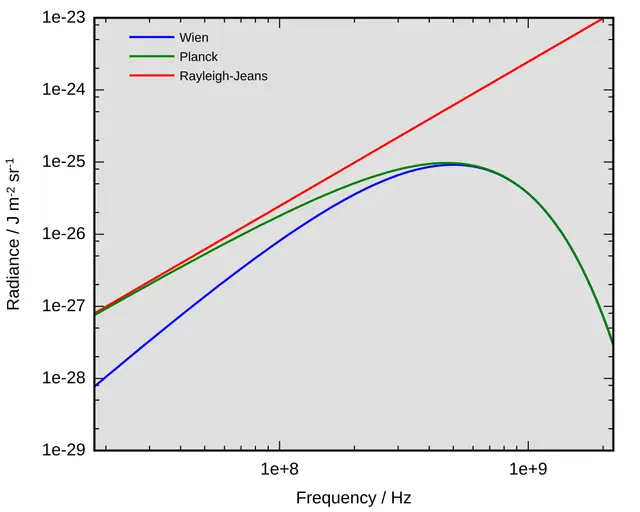 1e-23
1e-24
1e-25
1e-26
1e-27
1e-28
1e-29
Radiance / J m-2 sr-1
Wien
Planck
Rayleigh-Jeans
1e+8
1e+9
Frequency / Hz